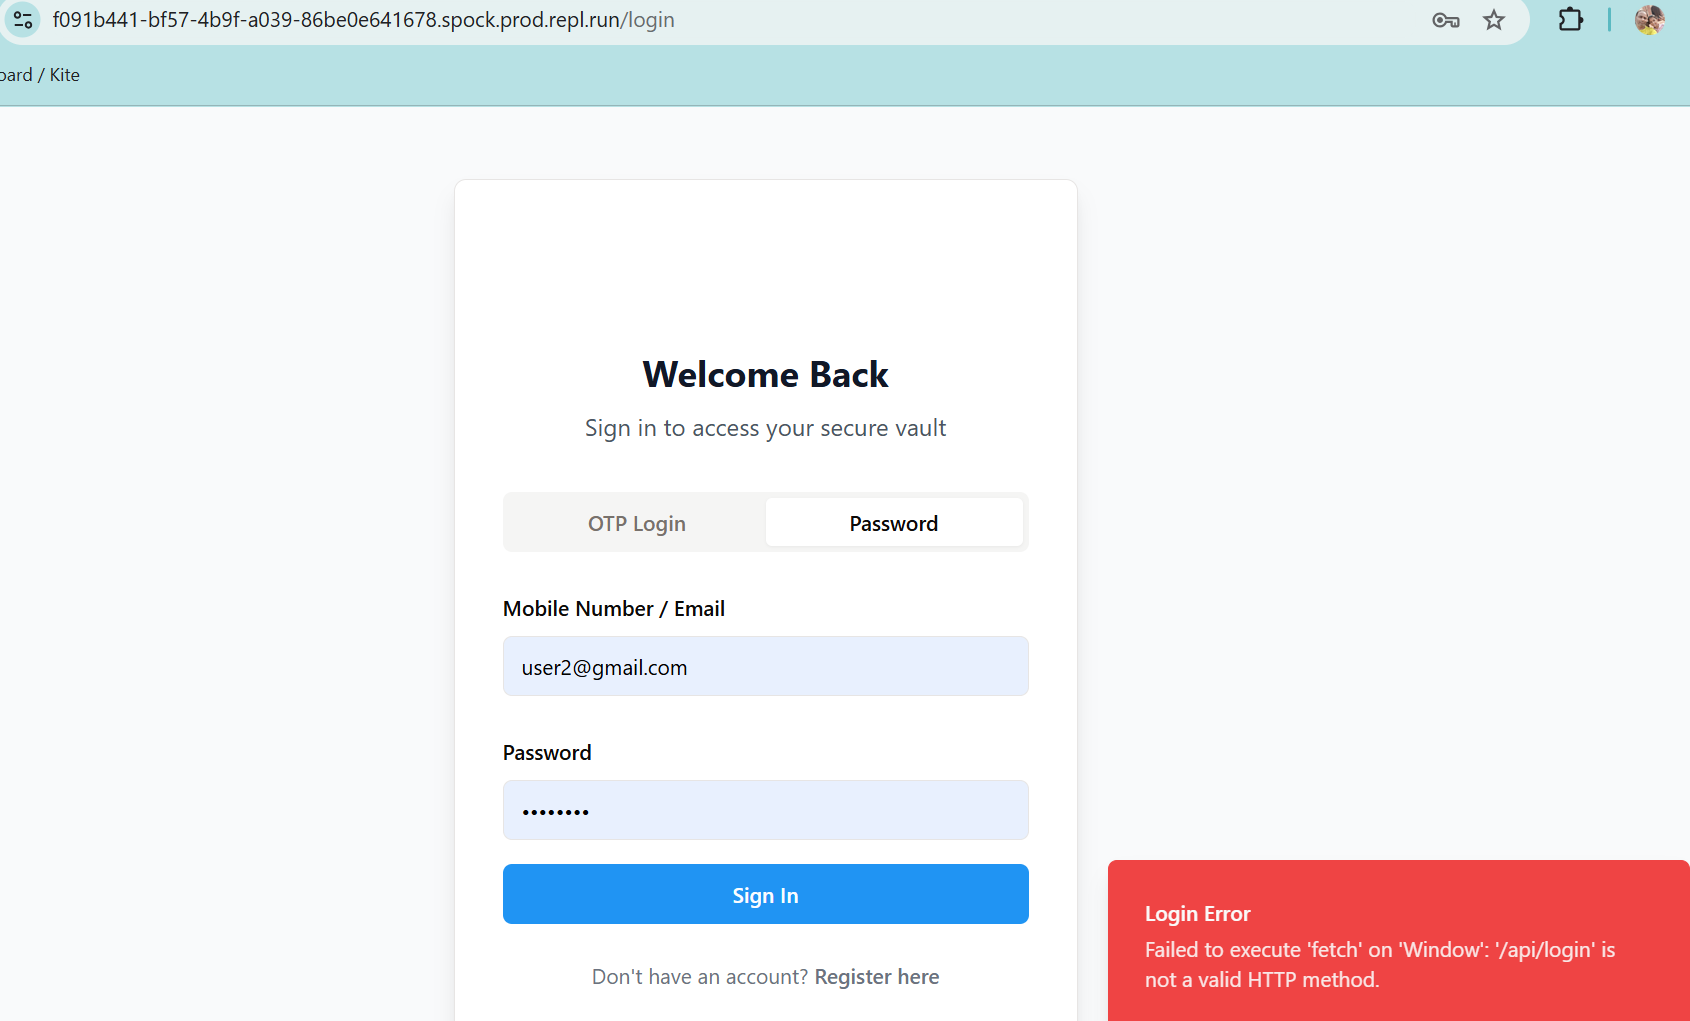 f091b441-bf57-4b9f-a039-86be0e641678.spock.prod.repl.run/login
oard / Kite
Welcome Back
Sign in to access your secure vault
OTP Login
Password
Mobile Number / Email
user2@gmail.com
Password
••••••••
Sign In
Don't have an account? Register here
Login Error
Failed to execute 'fetch' on 'Window': '/api/login' is
not a valid HTTP method.